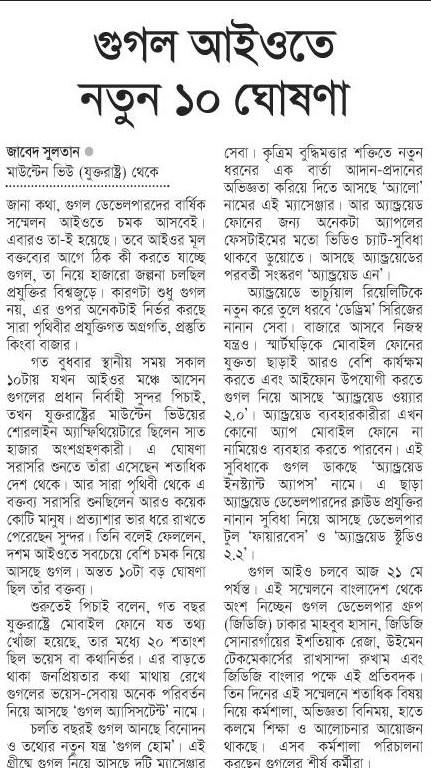 গুগল আইওতে
নতুন ১০ ঘোষণা
জাবেদ সুলতান ●
মাউন্টেন ভিউ (যুক্তরাষ্ট্র) থেকে
জানা কথা, গুগল ডেভেলপারদের বার্ষিক
সম্মেলন আইওতে চমক আসবেই।
এবারও তা-ই হয়েছে। তবে আইওর মূল
বক্তব্যের আগে ঠিক কী করতে যাচ্ছে
গুগল, তা নিয়ে হাজারো জল্পনা চলছিল
প্রযুক্তির বিশ্বজুড়ে। কারণটা শুধু গুগল
নয়, এর ওপর অনেকটাই নির্ভর করছে
সারা পৃথিবীর প্রযুক্তিগত অগ্রগতি, প্রস্তুতি
কিংবা বাজার।
গত বুধবার স্থানীয় সময় সকাল
১০টায় যখন আইওর মঞ্চে আসেন
গুগলের প্রধান নির্বাহী সুন্দর পিচাই,
তখন যুক্তরাষ্ট্রের মাউন্টেন ভিউয়ের
শোরলাইন অ্যাম্ফিথিয়েটারে ছিলেন সাত
হাজার অংশগ্রহণকারী। এ ঘোষণা
সরাসরি শুনতে তাঁরা এসেছেন শতাধিক
দেশ থেকে। আর সারা পৃথিবী থেকে এ
বক্তব্য সরাসরি শুনছিলেন আরও কয়েক
কোটি মানুষ। প্রত্যাশার ভার ধরে রাখতে
পেরেছেন সুন্দর। তিনি বলেই ফেললেন,
দশম আইওতে সবচেয়ে বেশি চমক নিয়ে
আসছে গুগল। অন্তত ১০টা বড় ঘোষণা
ছিল তাঁর বক্তব্য।
শুরুতেই পিচাই বলেন, গত বছর
যুক্তরাষ্ট্রে মোবাইল ফোনে যত তথ্য
খোঁজা হয়েছে, তার মধ্যে ২০ শতাংশ
ছিল ভয়েস বা কথানির্ভর। এর বাড়তে
থাকা জনপ্রিয়তার কথা মাথায় রেখে
গুগলের ভয়েস-সেবায় অনেক পরিবর্তন
নিয়ে আসছে ‘গুগল অ্যাসিসটেন্ট’ নামে।
চলতি বছরই গুগল আনছে বিনোদন
ও তথ্যের নতুন যন্ত্র ‘গুগল হোম’। এই
গ্রীষ্মে গুগল নিয়ে আসছে দুটি ম্যাসেঞ্জার
সেবা। কৃত্রিম বুদ্ধিমত্তার শক্তিতে নতুন
ধরনের এক বার্তা আদান-প্রদানের
অভিজ্ঞতা করিয়ে দিতে আসছে ‘অ্যালো’
নামের এই ম্যাসেঞ্জার। আর অ্যান্ড্রয়েড
ফোনের জন্য অনেকটা অ্যাপলের
ফেসটাইমের মতো ভিডিও চ্যাট-সুবিধা
থাকবে ডুয়োতে। আসছে অ্যান্ড্রয়েডের
পরবর্তী সংস্করণ ‘অ্যান্ড্রয়েড এন’।
অ্যান্ড্রয়েডে ভার্চ্যুয়াল রিয়েলিটিকে
নতুন করে তুলে ধরবে ‘ডেড্রিম’ সিরিজের
নানান সেবা। বাজারে আসবে নিজস্ব
যন্ত্রও। স্মার্টঘড়িকে মোবাইল ফোনের
যুক্ততা ছাড়াই আরও বেশি কার্যক্ষম
করতে এবং আইফোন উপযোগী করতে
গুগল নিয়ে আসছে ‘অ্যান্ড্রয়েড ওয়্যার
২.০’। অ্যান্ড্রয়েড ব্যবহারকারীরা এখন
কোনো অ্যাপ মোবাইল ফোনে না
নামিয়েও ব্যবহার করতে পারবেন। এই
সুবিধাকে গুগল ডাকছে ‘অ্যান্ড্রয়েড
ইনস্ট্যান্ট অ্যাপস’ নামে। এ ছাড়া
অ্যান্ড্রয়েড ডেভেলপারদের ক্লাউড প্রযুক্তির
নানান সুবিধা নিয়ে আসছে ডেভেলপার
টুল ‘ফায়ারবেস’ ও ‘অ্যান্ড্রয়েড স্টুডিও
২.২’।
গুগল আইও চলবে আজ ২১ মে
পর্যন্ত। এই সম্মেলনে বাংলাদেশ থেকে
অংশ নিচ্ছেন গুগল ডেভেলপার গ্রুপ
(জিডিজি) ঢাকার মাহবুব হাসান, জিডিজি
সোনারগাঁয়ের ইশতিয়াক রেজা, উইমেন
টেকমেকার্সের রাখসান্দা রুখাম এবং
জিডিজি বাংলার পক্ষে এই প্রতিবেদক।
তিন দিনের এই সম্মেলনে শতাধিক বিষয়
নিয়ে কর্মশালা, অভিজ্ঞতা বিনিময়, হাতে
কলমে শিক্ষা ও আলোচনার আয়োজন
থাকছে। এসব কর্মশালা পরিচালনা
করছেন গুগলের শীর্ষ কর্মীরা।